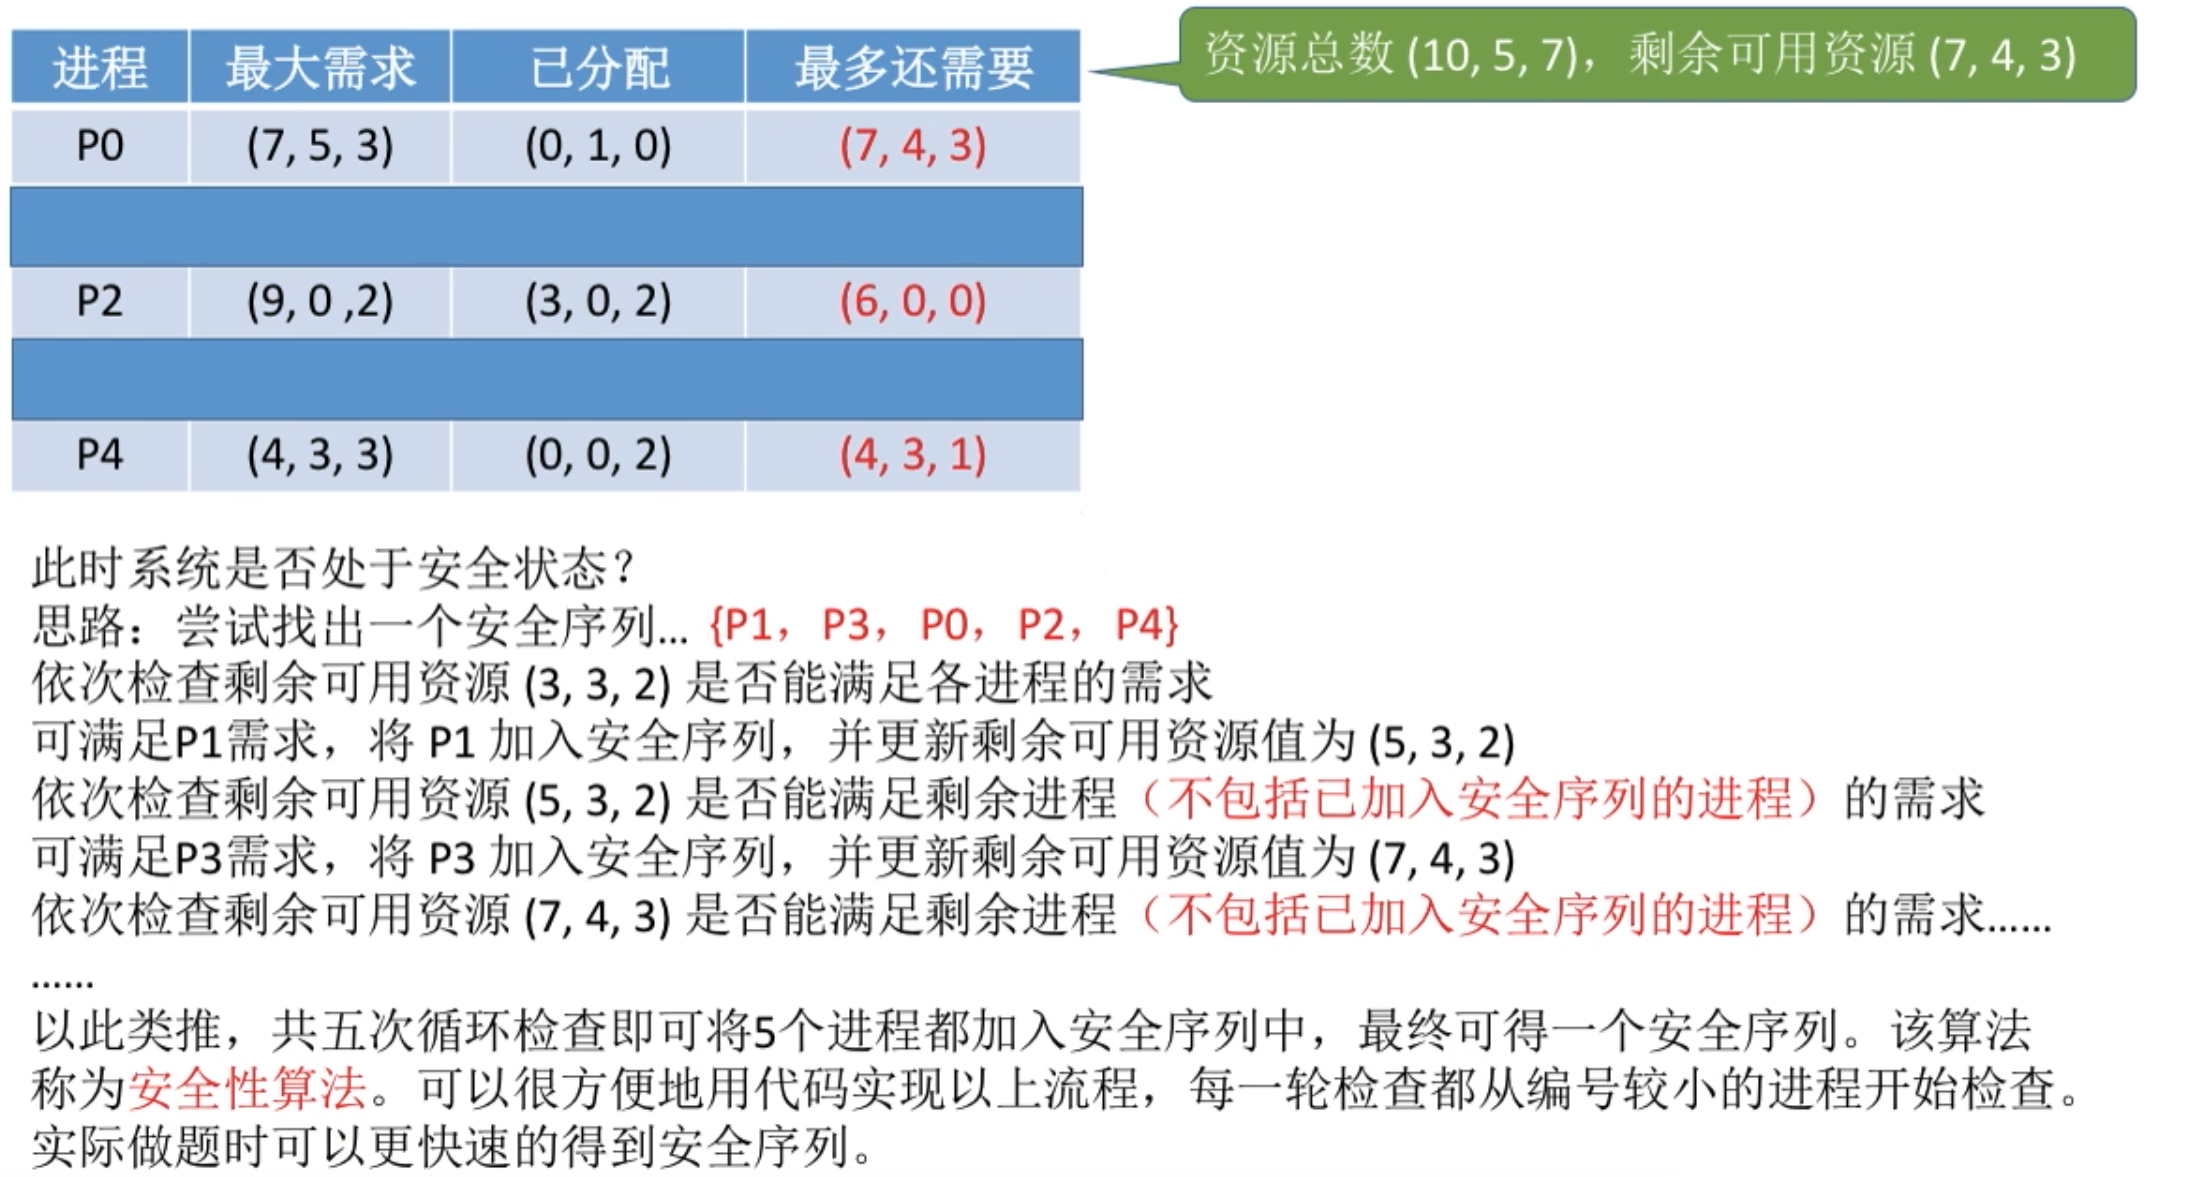 进程 最大需求 已分配 最多还需要
资源总数 (10, 5, 7)，剩余可用资源 (7, 4, 3)
P0 (7, 5, 3) (0, 1, 0) (7, 4, 3)
P2 (9, 0 ,2) (3, 0, 2) (6, 0, 0)
P4 (4, 3, 3) (0, 0, 2) (4, 3, 1)
此时系统是否处于安全状态？
思路：尝试找出一个安全序列... {P1，P3，P0，P2，P4}
依次检查剩余可用资源 (3, 3, 2) 是否能满足各进程的需求
可满足P1需求，将 P1 加入安全序列，并更新剩余可用资源值为 (5, 3, 2)
依次检查剩余可用资源 (5, 3, 2) 是否能满足剩余进程（不包括已加入安全序列的进程）的需求
可满足P3需求，将 P3 加入安全序列，并更新剩余可用资源值为 (7, 4, 3)
依次检查剩余可用资源 (7, 4, 3) 是否能满足剩余进程（不包括已加入安全序列的进程）的需求......
......
以此类推，共五次循环检查即可将5个进程都加入安全序列中，最终可得一个安全序列。该算法
称为安全性算法。可以很方便地用代码实现以上流程，每一轮检查都从编号较小的进程开始检查。
实际做题时可以更快速的得到安全序列。